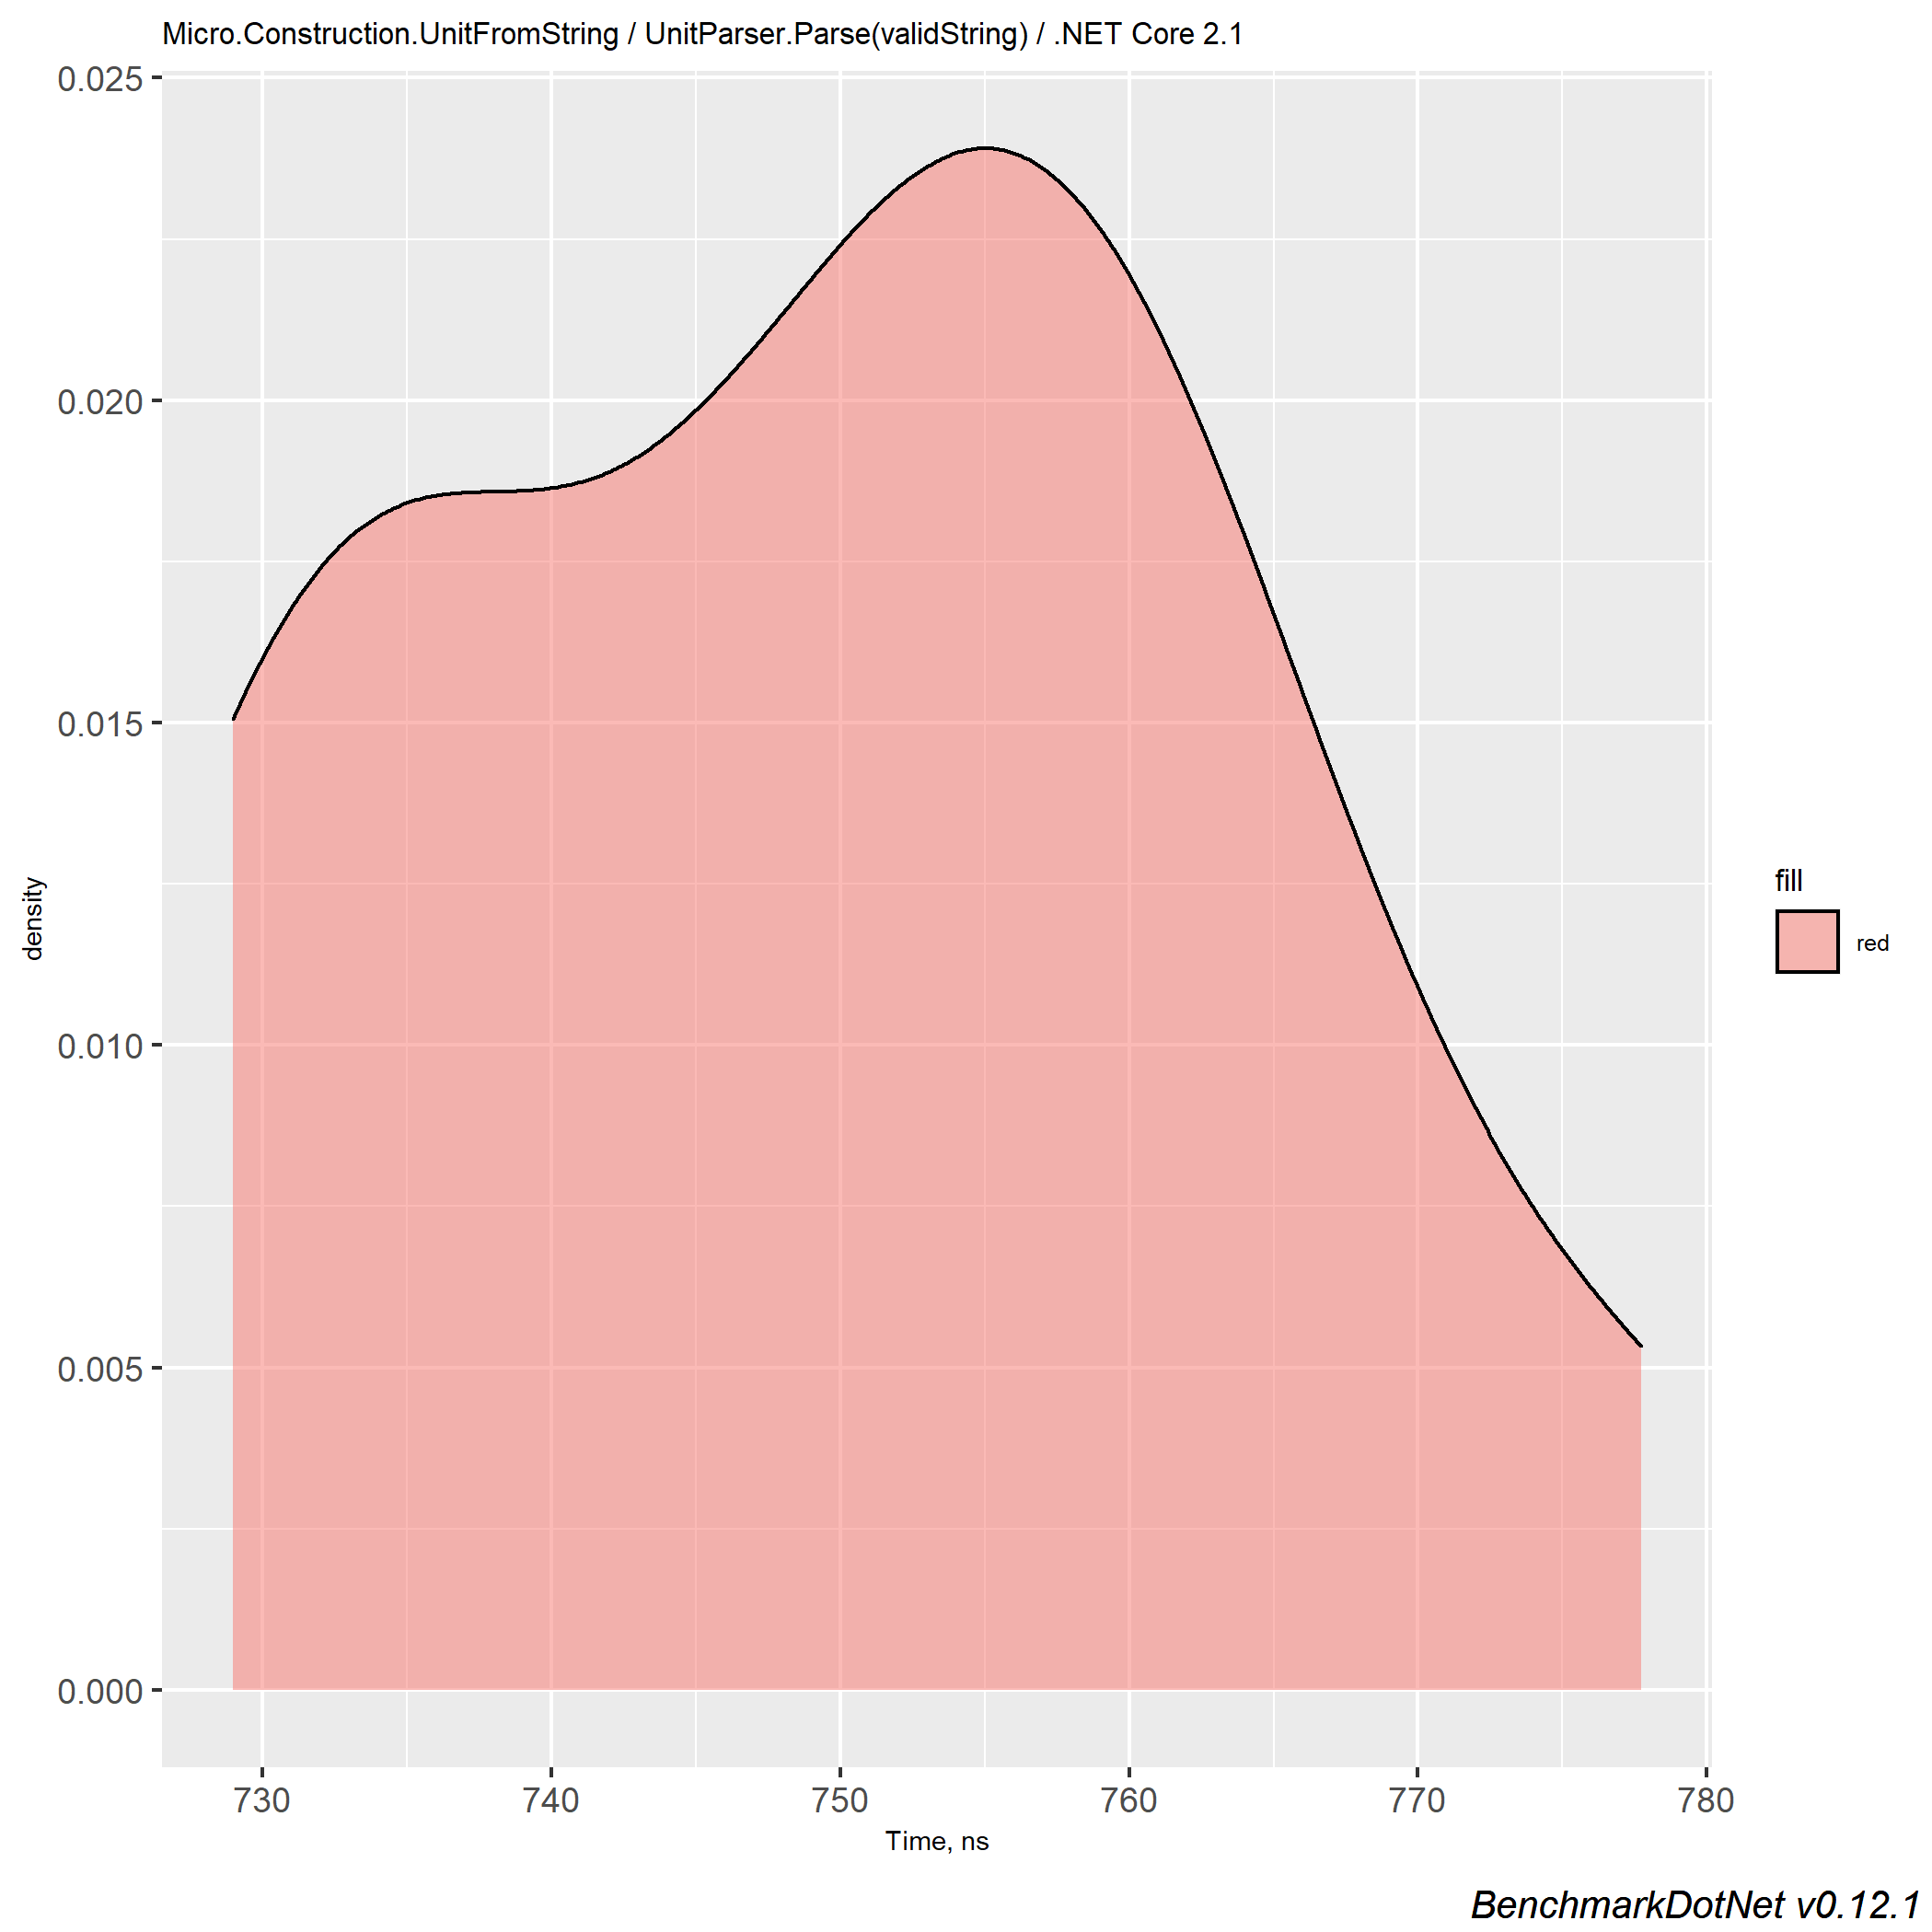 Micro.Construction.UnitFromString / UnitParser.Parse(validString) / .NET Core 2.1
0.025
0.020
0.015
0.010
0.005
0.000
density
730 740 750 760 770 780
Time, ns
fill
red
BenchmarkDotNet v0.12.1